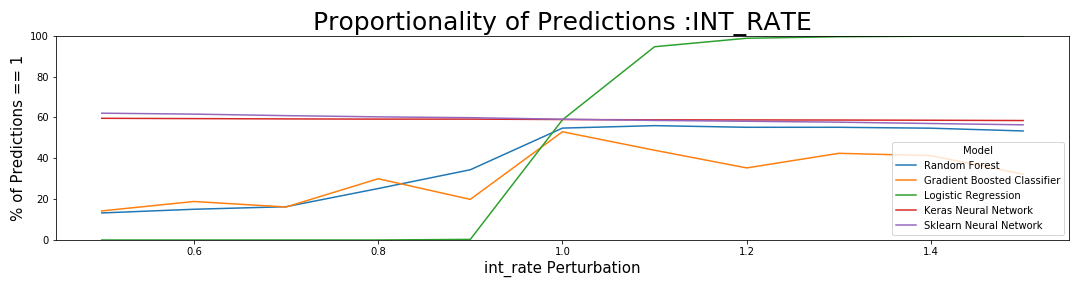 Proportionality of Predictions :INT_RATE
% of Predictions == 1
100
80
60
40
20
0
0.6
0.8
1.0
1.2
1.4
int_rate Perturbation
Model
Random Forest
Gradient Boosted Classifier
Logistic Regression
Keras Neural Network
Sklearn Neural Network